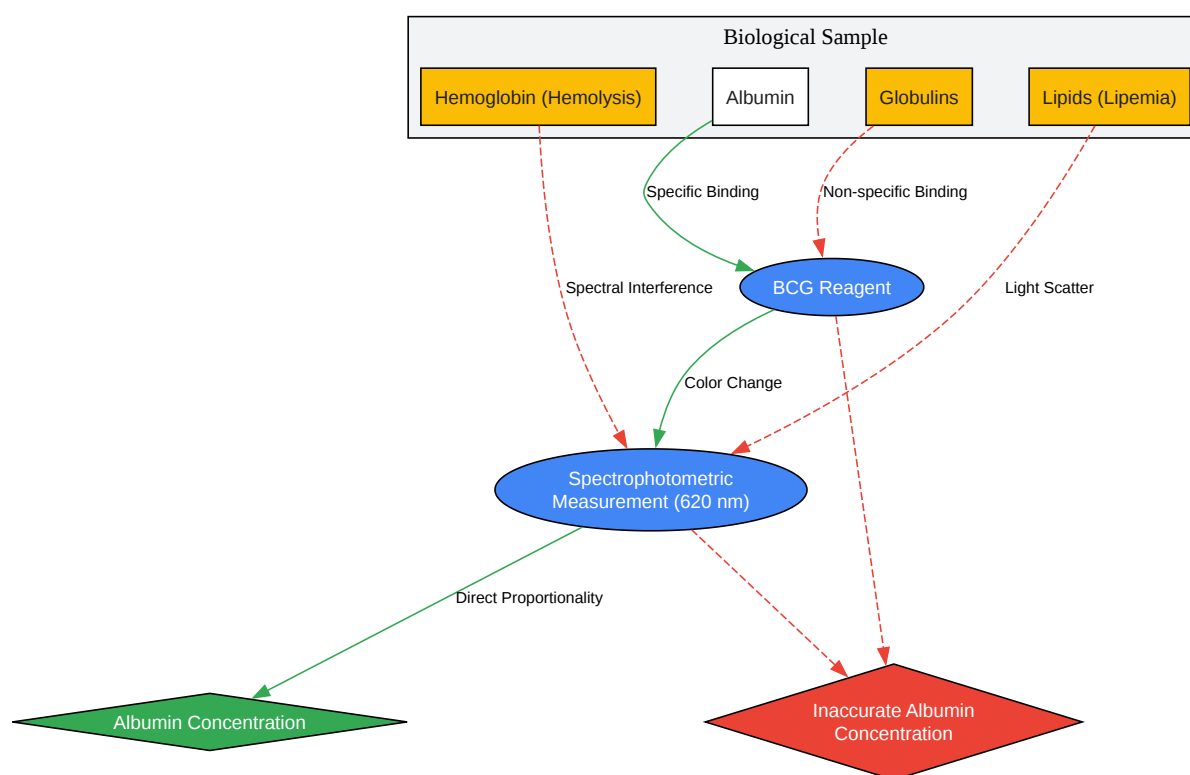 Biological Sample
Hemoglobin (Hemolysis)
Albumin
Globulins
Lipids (Lipemia)
Specific Binding
Non-specific Binding
Spectral Interference
BCG Reagent
Light Scatter
Color Change
Spectrophotometric
Measurement (620 nm)
Direct Proportionality
Albumin Concentration
Inaccurate Albumin
Concentration